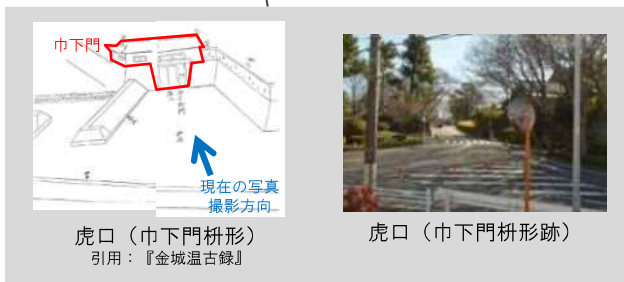 巾下門
現在の写真
撮影方向
虎口（巾下門枡形）
引用：『金城温古録』
虎口（巾下門枡形跡）